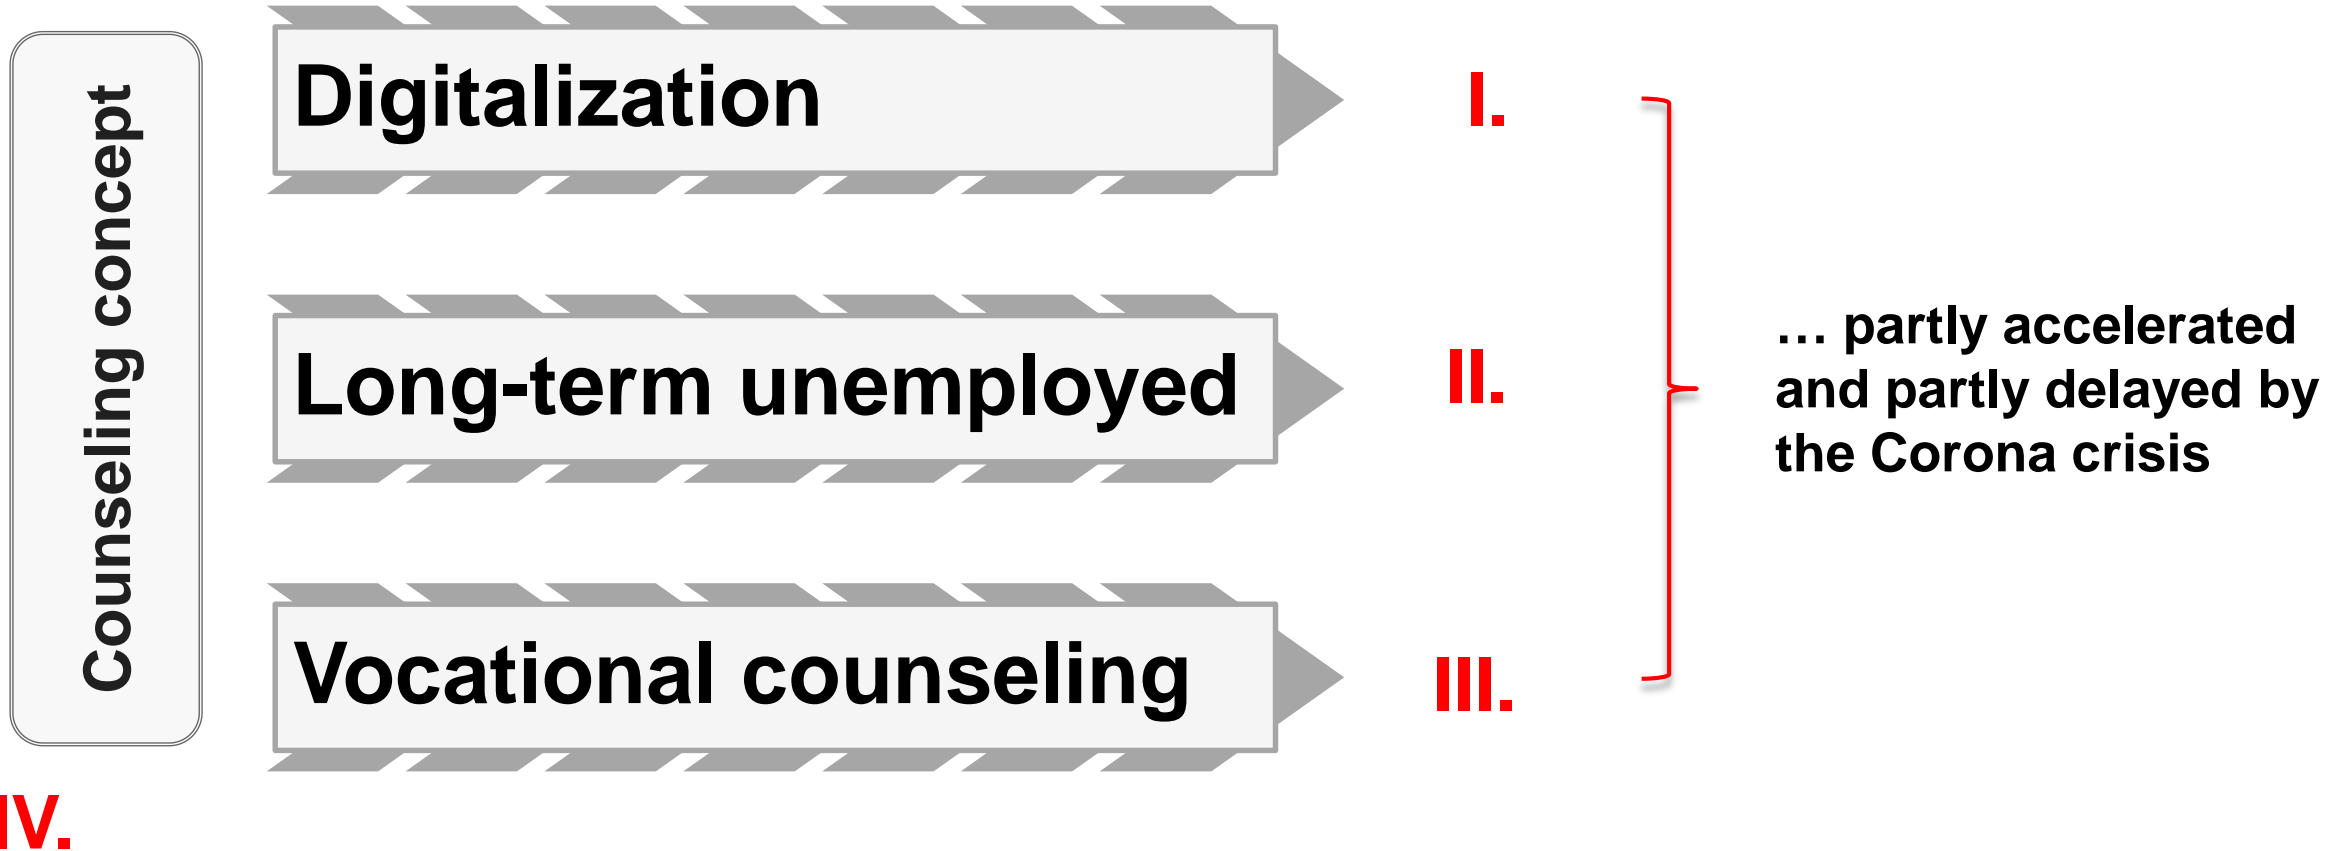 Counseling concept
Digitalization
I.
Long-term unemployed
II.
Vocational counseling
III.
… partly accelerated
and partly delayed by
the Corona crisis
IV.